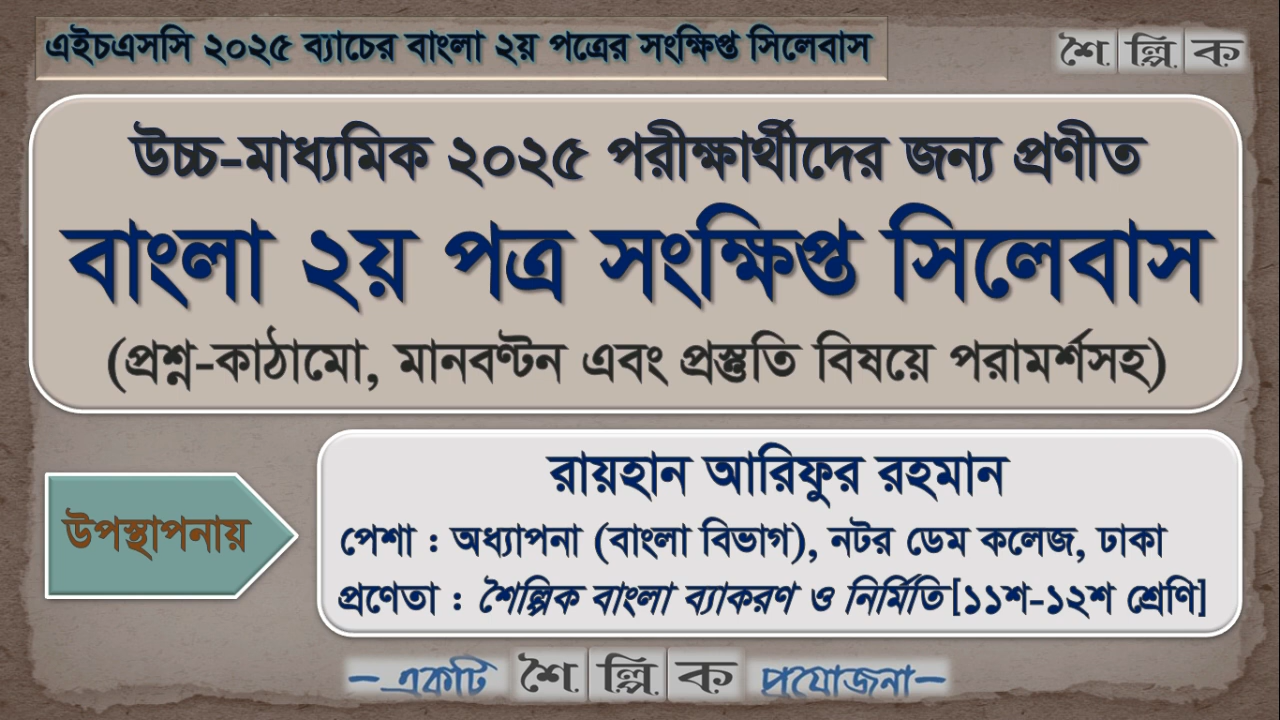 এইচএসসি ২০২৫ ব্যাচের বাংলা ২য় পত্রের সংক্ষিপ্ত সিলেবাস
শৈল্পিক
উচ্চ-মাধ্যমিক ২০২৫ পরীক্ষার্থীদের জন্য প্রণীত
বাংলা ২য় পত্র সংক্ষিপ্ত সিলেবাস
(প্রশ্ন-কাঠামো, মানবণ্টন এবং প্রস্তুতি বিষয়ে পরামর্শসহ)
উপস্থাপনায়
রায়হান আরিফুর রহমান
পেশা : অধ্যাপনা (বাংলা বিভাগ), নটর ডেম কলেজ, ঢাকা
প্রণেতা : শৈল্পিক বাংলা ব্যাকরণ ও নির্মিতি[১১শ-১২শ শ্রেণি]
–একটি শৈল্পিক প্রযোজনা–